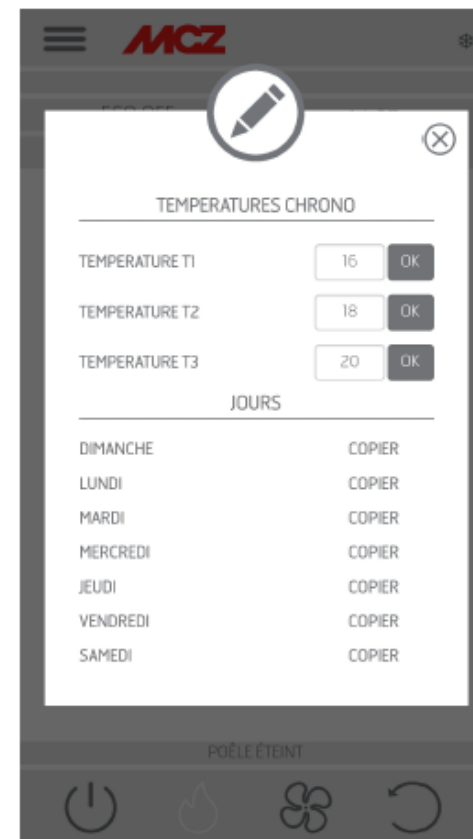 MCZ
TEMPERATURES CHRONO
TEMPERATURE T1 16 OK
TEMPERATURE T2 18 OK
TEMPERATURE T3 20 OK
JOURS
DIMANCHE COPIER
LUNDI COPIER
MARDI COPIER
MERCREDI COPIER
JEUDI COPIER
VENDREDI COPIER
SAMEDI COPIER
POÊLE ÉTEINT